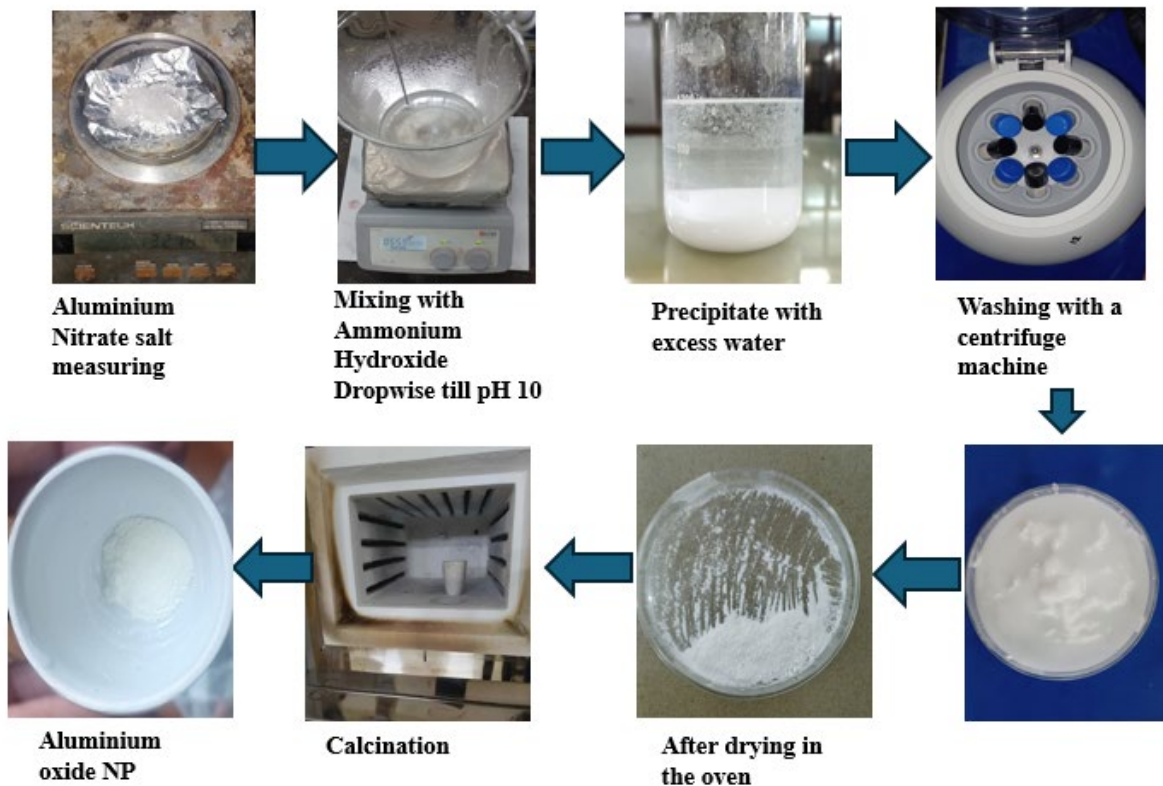 SCIENTECH
Aluminium
Nitrate salt
measuring
Mixing with
Ammonium
Hydroxide
Dropwise till pH 10
Precipitate with
excess water
Washing with a
centrifuge
machine
Aluminium
oxide NP
Calcination
After drying in
the oven